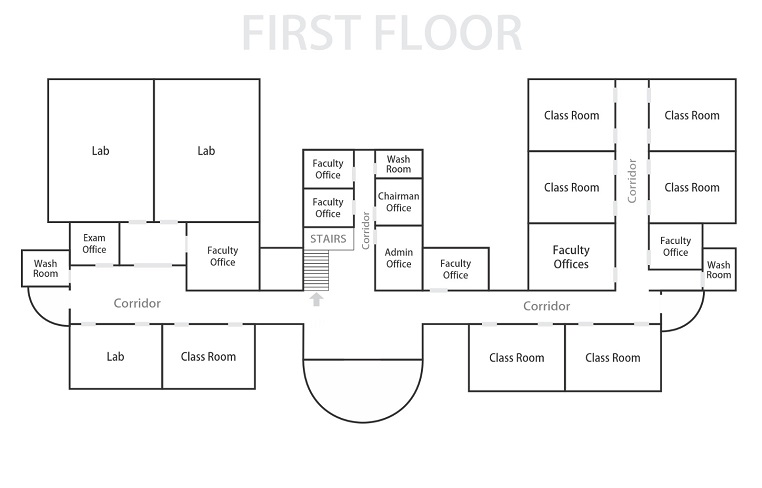 FIRST FLOOR
Lab
Lab
Class Room
Class Room
Faculty
Office
Wash
Room
Class Room
Corridor
Class Room
Faculty
Office
Corridor
Chairman
Office
STAIRS
Exam
Office
Faculty
Office
Admin
Office
Faculty
Office
Faculty
Offices
Faculty
Office
Wash
Room
Wash
Room
Corridor
Corridor
Lab
Class Room
Class Room
Class Room